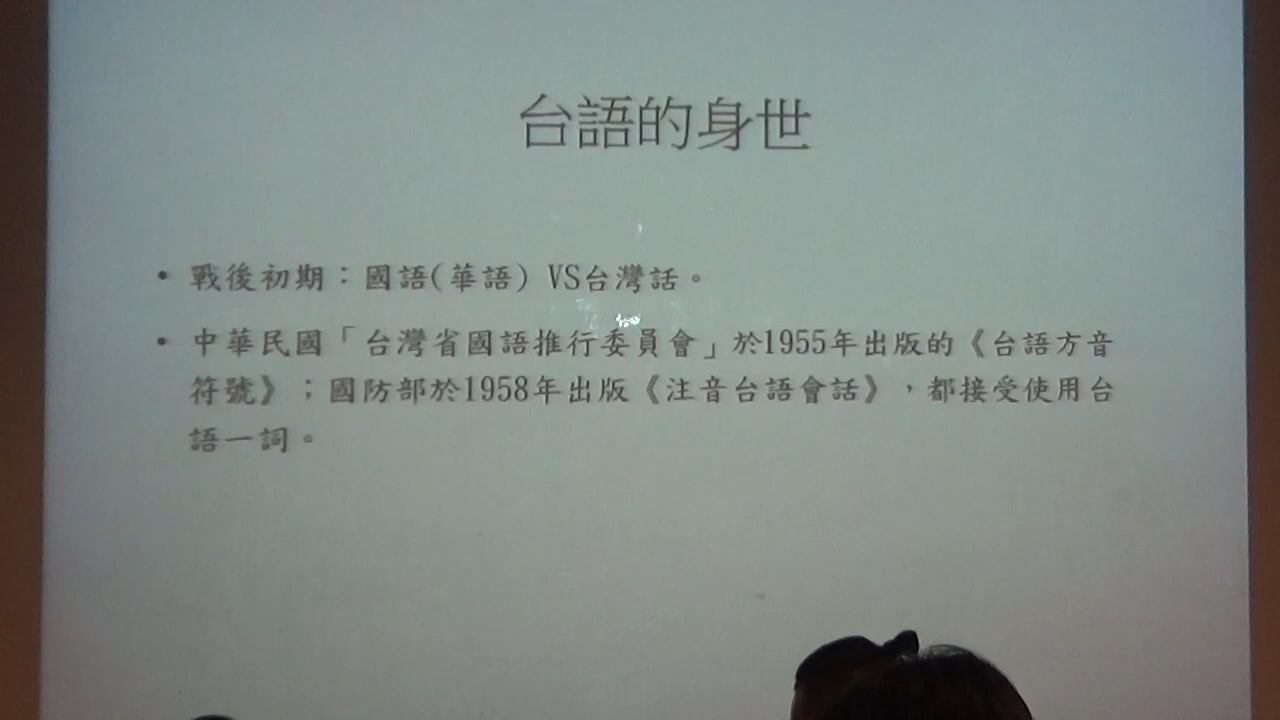 台語的身世
• 戰後初期：國語(華語) VS台灣話。
• 中華民國「台灣省國語推行委員會」於1955年出版的《台語方音
符號》；國防部於1958年出版《注音台語會話》，都接受使用台
語一詞。